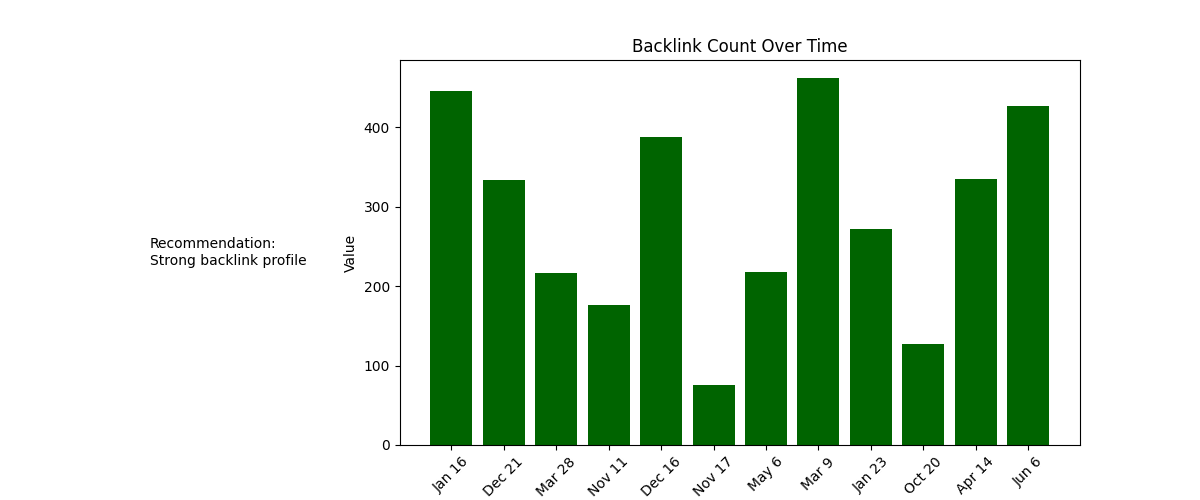 Backlink Count Over Time
Recommendation:
Strong backlink profile
Value
400
300
200
100
0
Jan 16
Dec 21
Mar 28
Nov 11
Dec 16
Nov 17
May 6
Mar 9
Jan 23
Oct 20
Apr 14
Jun 6